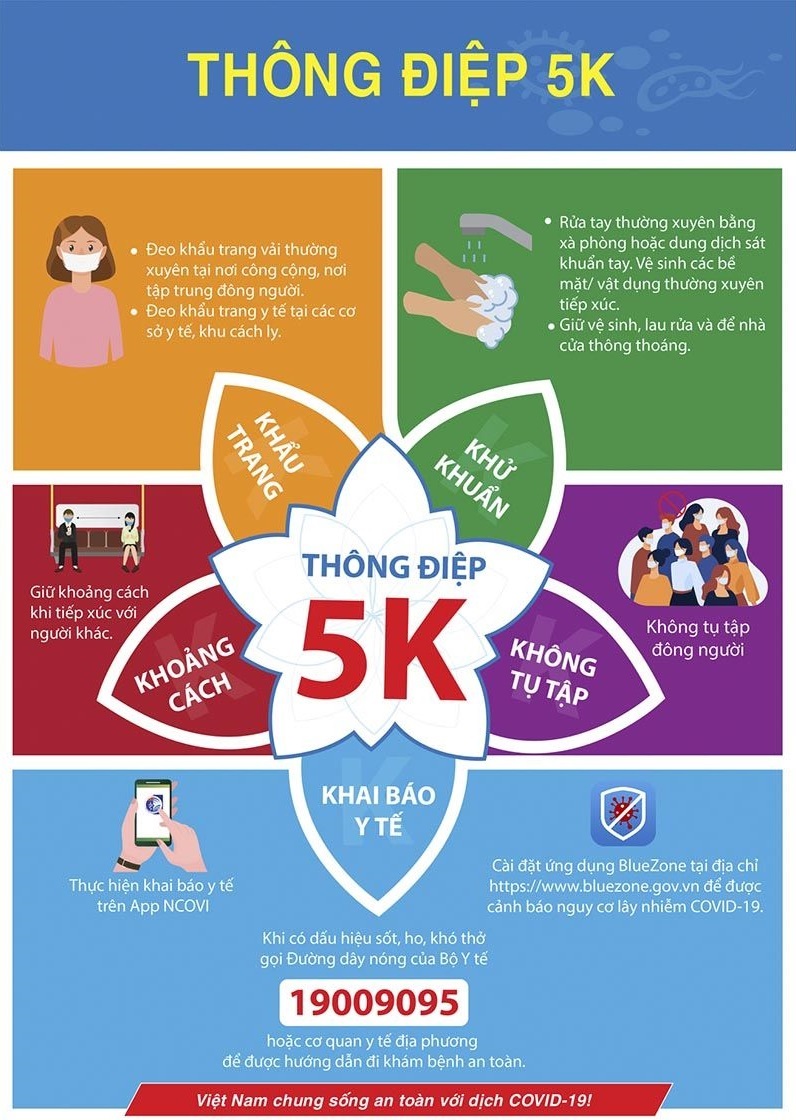 THÔNG ĐIỆP 5K
• Đeo khẩu trang vải thường
xuyên tại nơi công cộng, nơi
tập trung đông người.
• Đeo khẩu trang y tế tại các cơ
sở y tế, khu cách ly.
• Rửa tay thường xuyên bằng
xà phòng hoặc dung dịch sát
khuẩn tay. Vệ sinh các bề
mặt/ vật dụng thường xuyên
tiếp xúc.
• Giữ vệ sinh, lau rửa và để nhà
cửa thông thoáng.
KHẨU
TRANG
KHỬ
KHUẨN
THÔNG ĐIỆP
5K
Giữ khoảng cách
khi tiếp xúc với
người khác.
KHOẢNG
CÁCH
KHÔNG
TỤ TẬP
Không tụ tập
đông người
KHAI BÁO
Y TẾ
Thực hiện khai báo y tế
trên App NCOVI
Cài đặt ứng dụng BlueZone tại địa chỉ
https://www.bluezone.gov.vn để được
cảnh báo nguy cơ lây nhiễm COVID-19.
Khi có dấu hiệu sốt, ho, khó thở
gọi Đường dây nóng của Bộ Y tế
19009095
hoặc cơ quan y tế địa phương
để được hướng dẫn đi khám bệnh an toàn.
Việt Nam chung sống an toàn với dịch COVID-19!